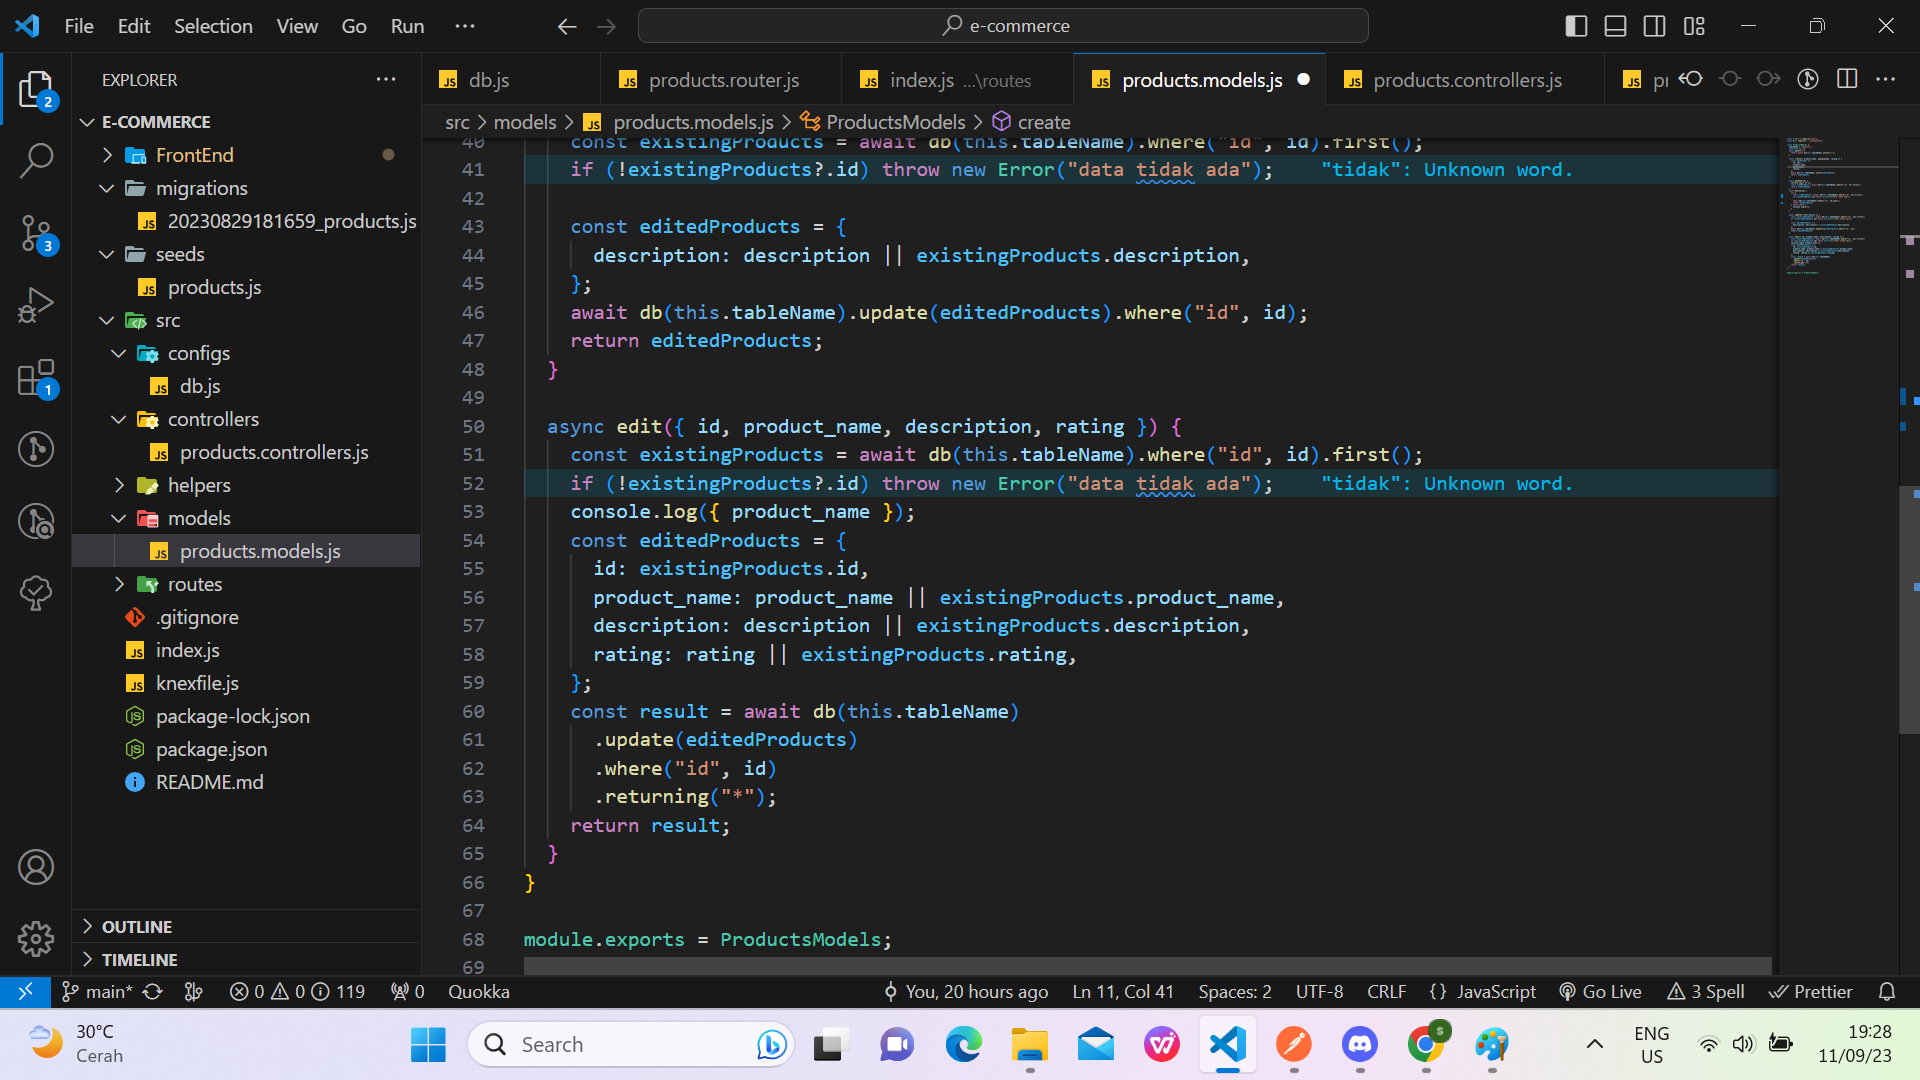 File Edit Selection View Go Run ··· e-commerce
EXPLORER
2
E-COMMERCE
FrontEnd
migrations
20230829181659_products.js
3
seeds
products.js
src
configs
1
db.js
controllers
products.controllers.js
helpers
models
products.models.js
routes
.gitignore
index.js
knexfile.js
package-lock.json
package.json
README.md
OUTLINE
TIMELINE
db.js products.router.js index.js ...\routes products.models.js products.controllers.js pr
src > models > products.models.js > ProductsModels > create
40 const existingProducts = await db(this.tableName).where("id", id).first();
41 if (!existingProducts?.id) throw new Error("data tidak ada"); "tidak": Unknown word.
42
43 const editedProducts = {
44 description: description || existingProducts.description,
45 };
46 await db(this.tableName).update(editedProducts).where("id", id);
47 return editedProducts;
48 }
49
50 async edit({ id, product_name, description, rating }) {
51 const existingProducts = await db(this.tableName).where("id", id).first();
52 if (!existingProducts?.id) throw new Error("data tidak ada"); "tidak": Unknown word.
53 console.log({ product_name });
54 const editedProducts = {
55 id: existingProducts.id,
56 product_name: product_name || existingProducts.product_name,
57 description: description || existingProducts.description,
58 rating: rating || existingProducts.rating,
59 };
60 const result = await db(this.tableName)
61 .update(editedProducts)
62 .where("id", id)
63 .returning("*");
64 return result;
65 }
66 }
67
68 module.exports = ProductsModels;
69
main* 0 0 119 0 Quokka You, 20 hours ago Ln 11, Col 41 Spaces: 2 UTF-8 CRLF {} JavaScript Go Live 3 Spell Prettier
30°C
Cerah
Search
ENG
US
19:28
11/09/23